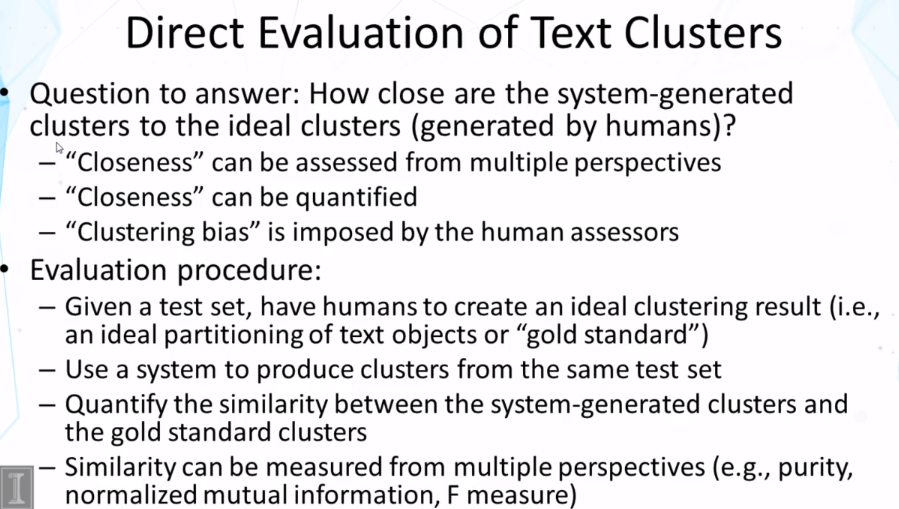 Direct Evaluation of Text Clusters
• Question to answer: How close are the system-generated
clusters to the ideal clusters (generated by humans)?
– “Closeness” can be assessed from multiple perspectives
– “Closeness” can be quantified
– “Clustering bias” is imposed by the human assessors
• Evaluation procedure:
– Given a test set, have humans to create an ideal clustering result (i.e.,
an ideal partitioning of text objects or “gold standard”)
– Use a system to produce clusters from the same test set
– Quantify the similarity between the system-generated clusters and
the gold standard clusters
– Similarity can be measured from multiple perspectives (e.g., purity,
normalized mutual information, F measure)
I